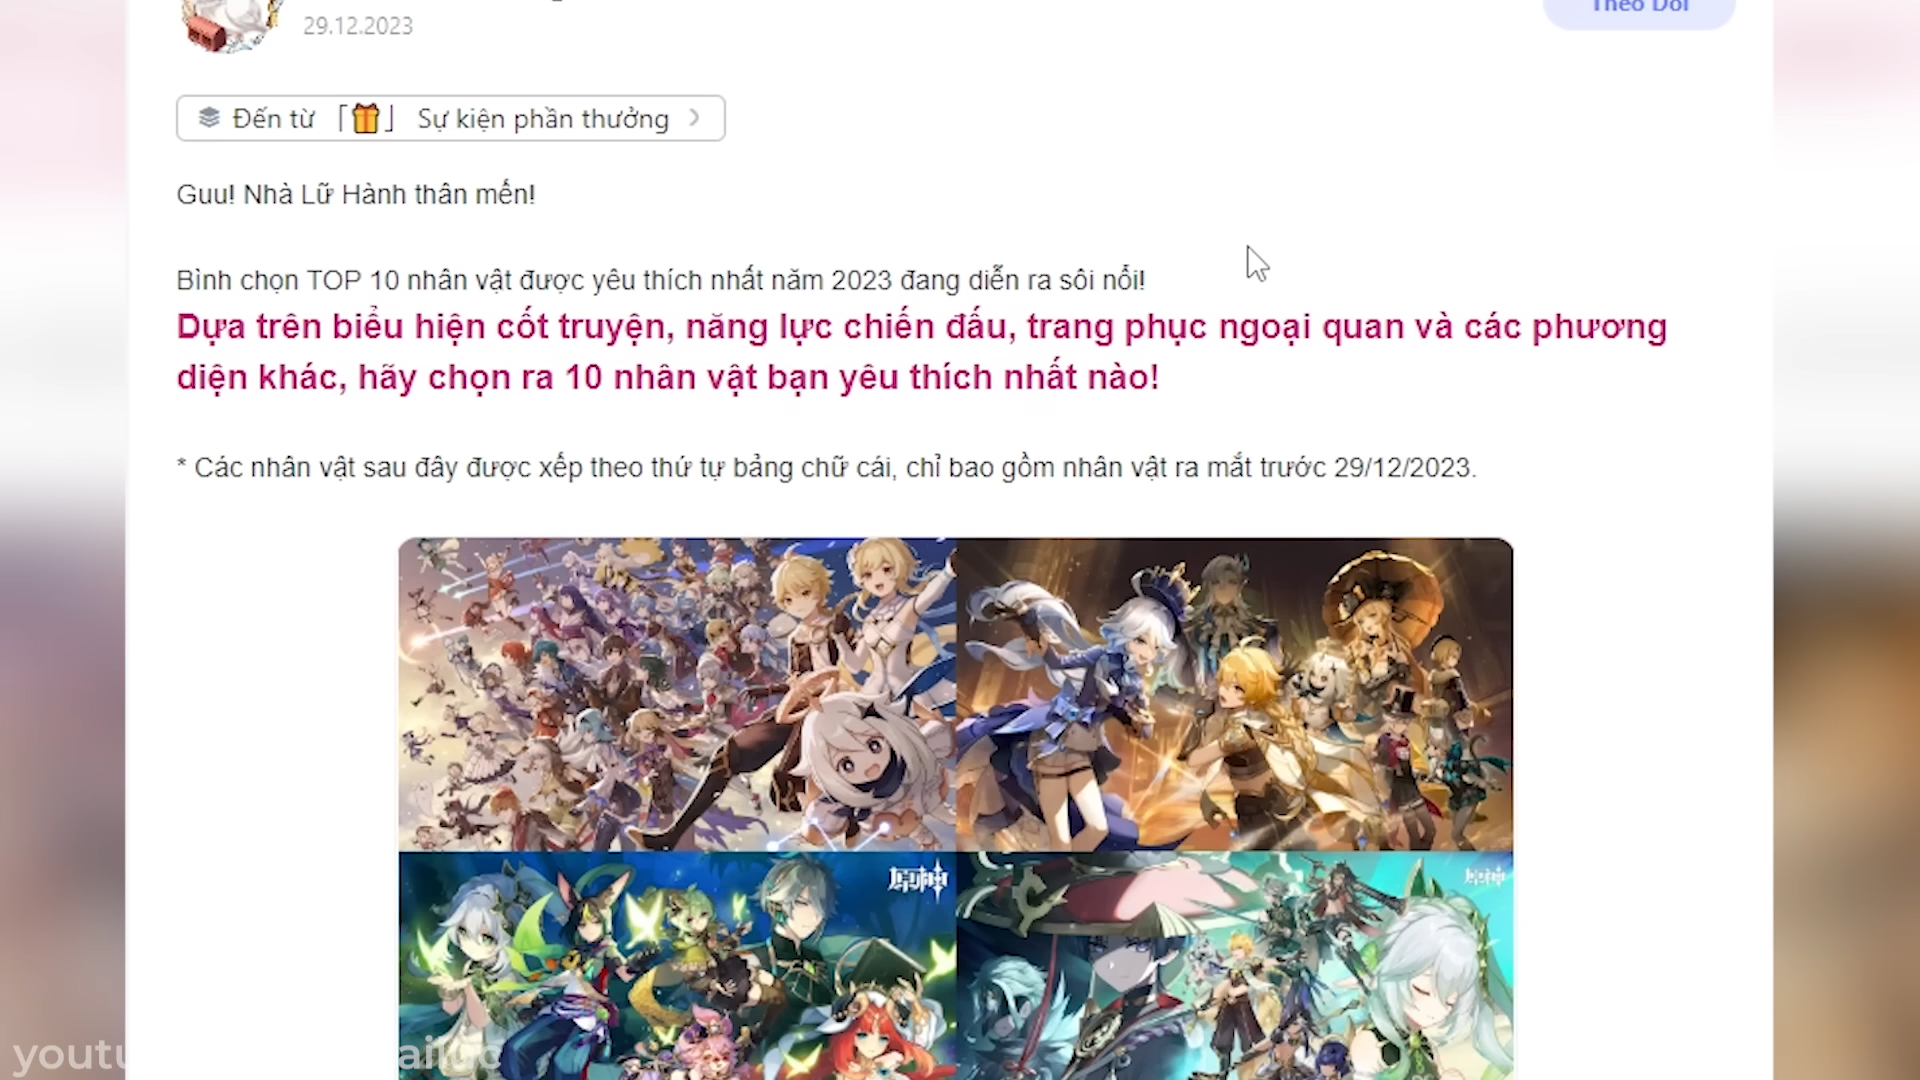 29.12.2023
Theo Dõi
Đến từ 「🎁」 Sự kiện phần thưởng
Guu! Nhà Lữ Hành thân mến!
Bình chọn TOP 10 nhân vật được yêu thích nhất năm 2023 đang diễn ra sôi nổi!
Dựa trên biểu hiện cốt truyện, năng lực chiến đấu, trang phục ngoại quan và các phương
diện khác, hãy chọn ra 10 nhân vật bạn yêu thích nhất nào!
* Các nhân vật sau đây được xếp theo thứ tự bảng chữ cái, chỉ bao gồm nhân vật ra mắt trước 29/12/2023.
原神
原神